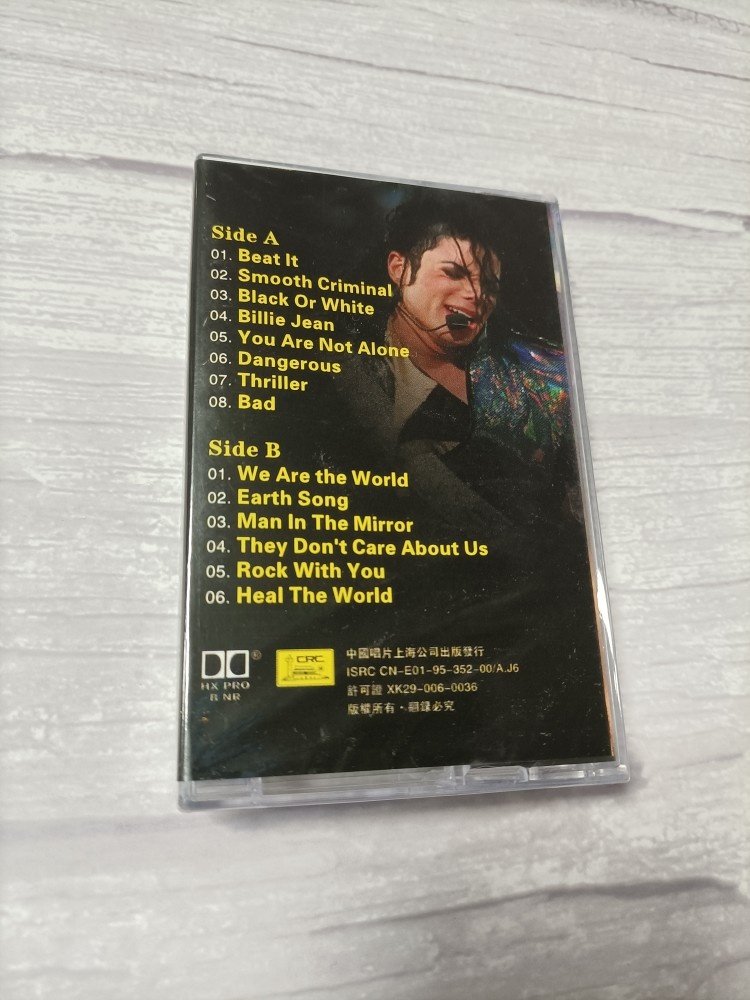 Side A
01. Beat It
02. Smooth Criminal
03. Black Or White
04. Billie Jean
05. You Are Not Alone
06. Dangerous
07. Thriller
08. Bad
Side B
01. We Are the World
02. Earth Song
03. Man In The Mirror
04. They Don't Care About Us
05. Rock With You
06. Heal The World
®
HX PRO
B NR
CRC
中國唱片上海公司出版發行
ISRC CN-E01-95-352-00/A.J6
許可證 XK29-006-0036
版權所有·翻錄必究